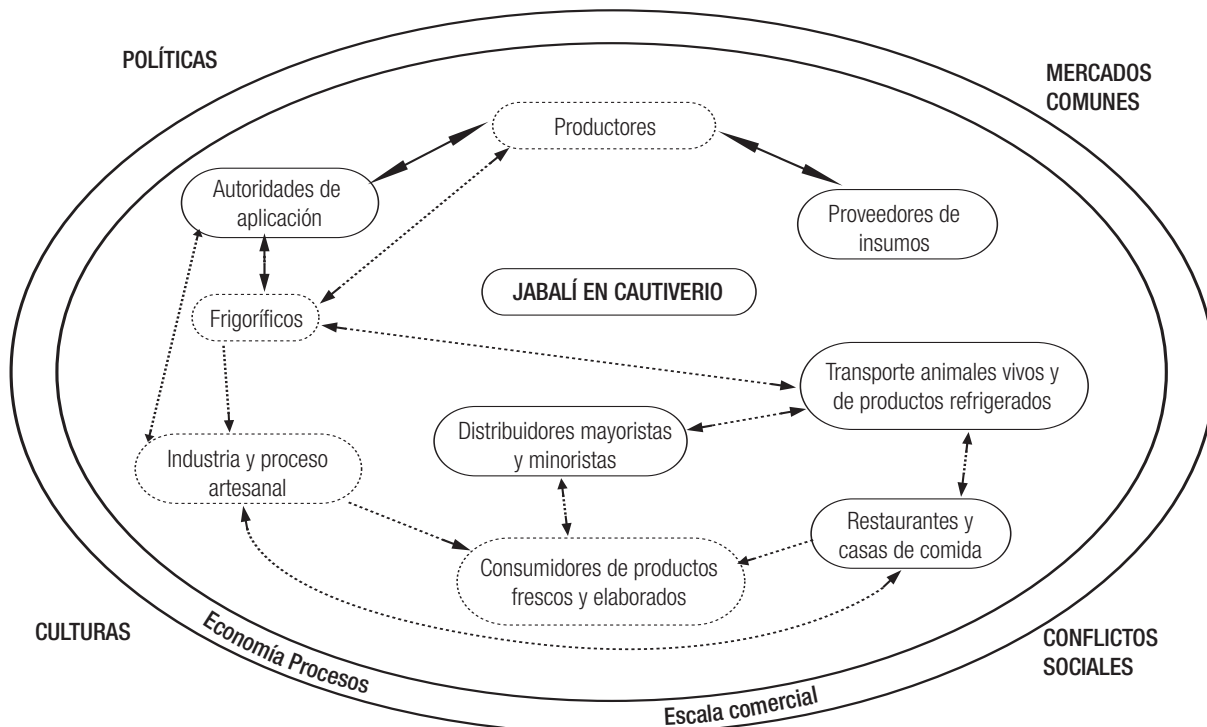 POLÍTICAS
MERCADOS
COMUNES
Productores
Autoridades de
aplicación
Proveedores de
insumos
JABALÍ EN CAUTIVERIO
Frigoríficos
Transporte animales vivos y
de productos refrigerados
Distribuidores mayoristas
y minoristas
Industria y proceso
artesanal
Restaurantes y
casas de comida
Consumidores de productos
frescos y elaborados
CULTURAS
Economía Procesos
Escala comercial
CONFLICTOS
SOCIALES